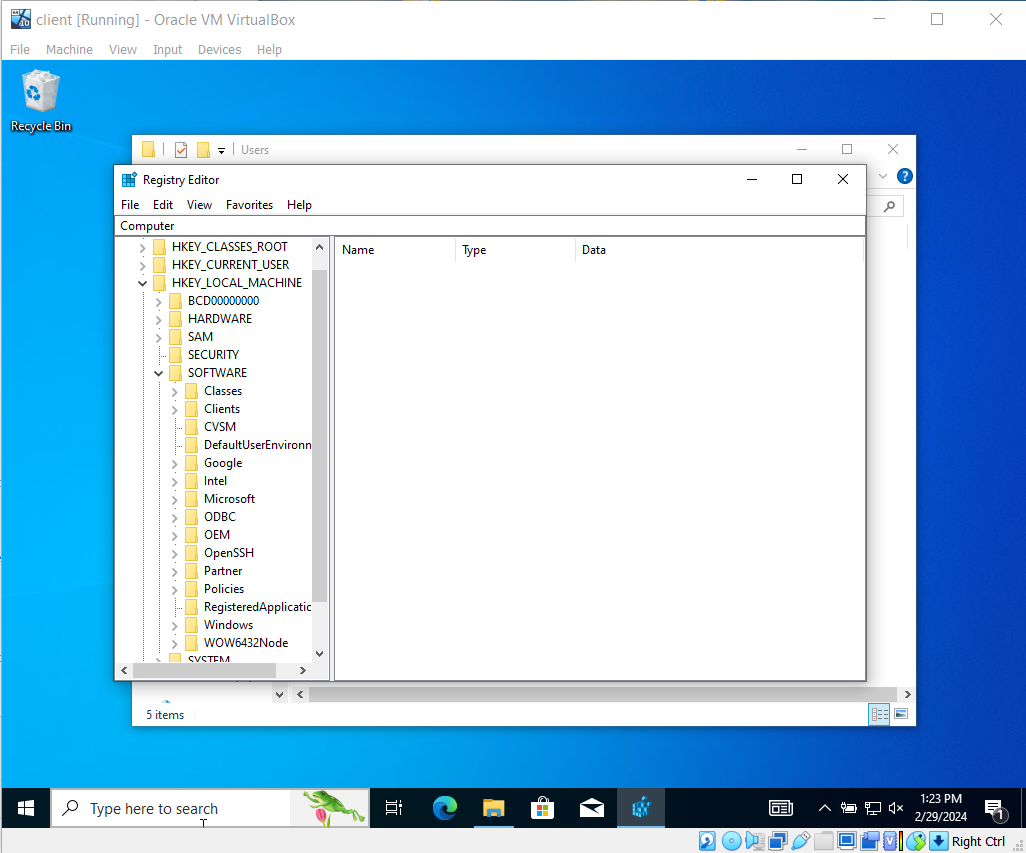 client [Running] - Oracle VM VirtualBox
File Machine View Input Devices Help
Recycle Bin
Users
Registry Editor
File Edit View Favorites Help
Computer
Name Type Data
HKEY_CLASSES_ROOT
HKEY_CURRENT_USER
HKEY_LOCAL_MACHINE
BCD00000000
HARDWARE
SAM
SECURITY
SOFTWARE
Classes
Clients
CVSM
DefaultUserEnvironn
Google
Intel
Microsoft
ODBC
OEM
OpenSSH
Partner
Policies
RegisteredApplicatic
Windows
WOW6432Node
SYSTEM
5 items
Type here to search
1:23 PM
2/29/2024
1
Right Ctrl